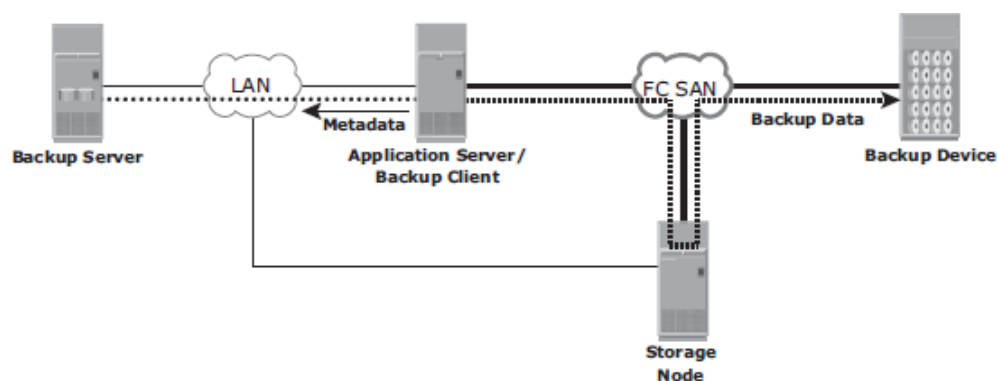 LAN
FC SAN
Metadata
Backup Data
Backup Server
Application Server/
Backup Client
Backup Device
Storage
Node